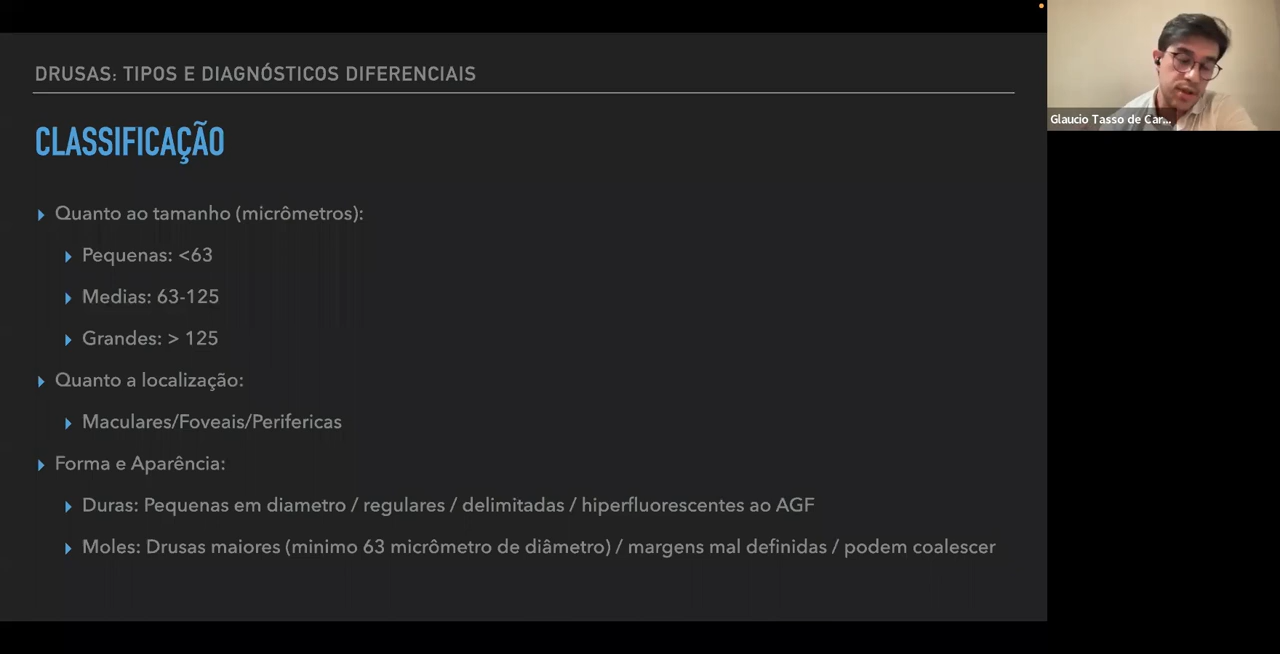 DRUSAS: TIPOS E DIAGNÓSTICOS DIFERENCIAIS
CLASSIFICAÇÃO
Quanto ao tamanho (micrômetros):
Pequenas: <63
Medias: 63-125
Grandes: > 125
Quanto a localização:
Maculares/Foveais/Perifericas
Forma e Aparência:
Duras: Pequenas em diametro / regulares / delimitadas / hiperfluorescentes ao AGF
Moles: Drusas maiores (minimo 63 micrômetro de diâmetro) / margens mal definidas / podem coalescer
Glaucio Tasso de Car...